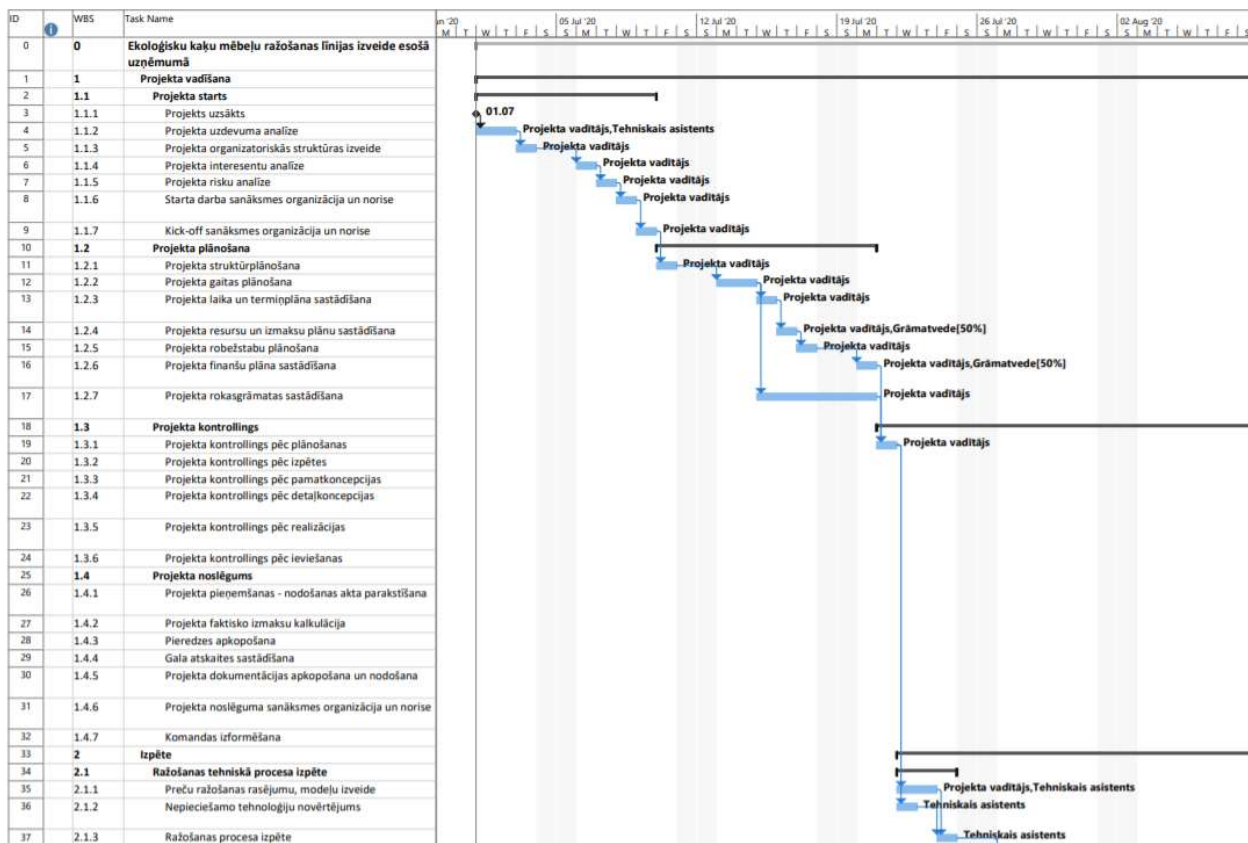 ID WBS Task Name
un '20 05 Jul '20 12 Jul '20 19 Jul '20 26 Jul '20 02 Aug '20
M T W T F S S M T W T F S S M T W T F S S M T W T F S S M T W T F S S M T W T F S
0 0 Ekoloģisku kaķu mēbeļu ražošanas līnijas izveide esošā
uzņēmumā
1 1 Projekta vadīšana
2 1.1 Projekta starts
3 1.1.1 Projekts uzsākts 01.07
4 1.1.2 Projekta uzdevuma analīze Projekta vadītājs,Tehniskais asistents
5 1.1.3 Projekta organizatoriskās struktūras izveide Projekta vadītājs
6 1.1.4 Projekta interesentu analīze Projekta vadītājs
7 1.1.5 Projekta risku analīze Projekta vadītājs
8 1.1.6 Starta darba sanāksmes organizācija un norise Projekta vadītājs
9 1.1.7 Kick-off sanāksmes organizācija un norise Projekta vadītājs
10 1.2 Projekta plānošana
11 1.2.1 Projekta struktūrplānošana Projekta vadītājs
12 1.2.2 Projekta gaitas plānošana Projekta vadītājs
13 1.2.3 Projekta laika un termiņplāna sastādīšana Projekta vadītājs
14 1.2.4 Projekta resursu un izmaksu plānu sastādīšana Projekta vadītājs,Grāmatvede[50%]
15 1.2.5 Projekta robežstabu plānošana Projekta vadītājs
16 1.2.6 Projekta finanšu plāna sastādīšana Projekta vadītājs,Grāmatvede[50%]
17 1.2.7 Projekta rokasgrāmatas sastādīšana Projekta vadītājs
18 1.3 Projekta kontrollings
19 1.3.1 Projekta kontrollings pēc plānošanas Projekta vadītājs
20 1.3.2 Projekta kontrollings pēc izpētes
21 1.3.3 Projekta kontrollings pēc pamatkoncepcijas
22 1.3.4 Projekta kontrollings pēc detaļkoncepcijas
23 1.3.5 Projekta kontrollings pēc realizācijas
24 1.3.6 Projekta kontrollings pēc ieviešanas
25 1.4 Projekta noslēgums
26 1.4.1 Projekta pieņemšanas - nodošanas akta parakstīšana
27 1.4.2 Projekta faktisko izmaksu kalkulācija
28 1.4.3 Pieredzes apkopošana
29 1.4.4 Gala atskaites sastādīšana
30 1.4.5 Projekta dokumentācijas apkopošana un nodošana
31 1.4.6 Projekta noslēguma sanāksmes organizācija un norise
32 1.4.7 Komandas izformēšana
33 2 Izpēte
34 2.1 Ražošanas tehniskā procesa izpēte
35 2.1.1 Preču ražošanas rasējumu, modeļu izveide Projekta vadītājs,Tehniskais asistents
36 2.1.2 Nepieciešamo tehnoloģiju novērtējums Tehniskais asistents
37 2.1.3 Ražošanas procesa izpēte Tehniskais asistents